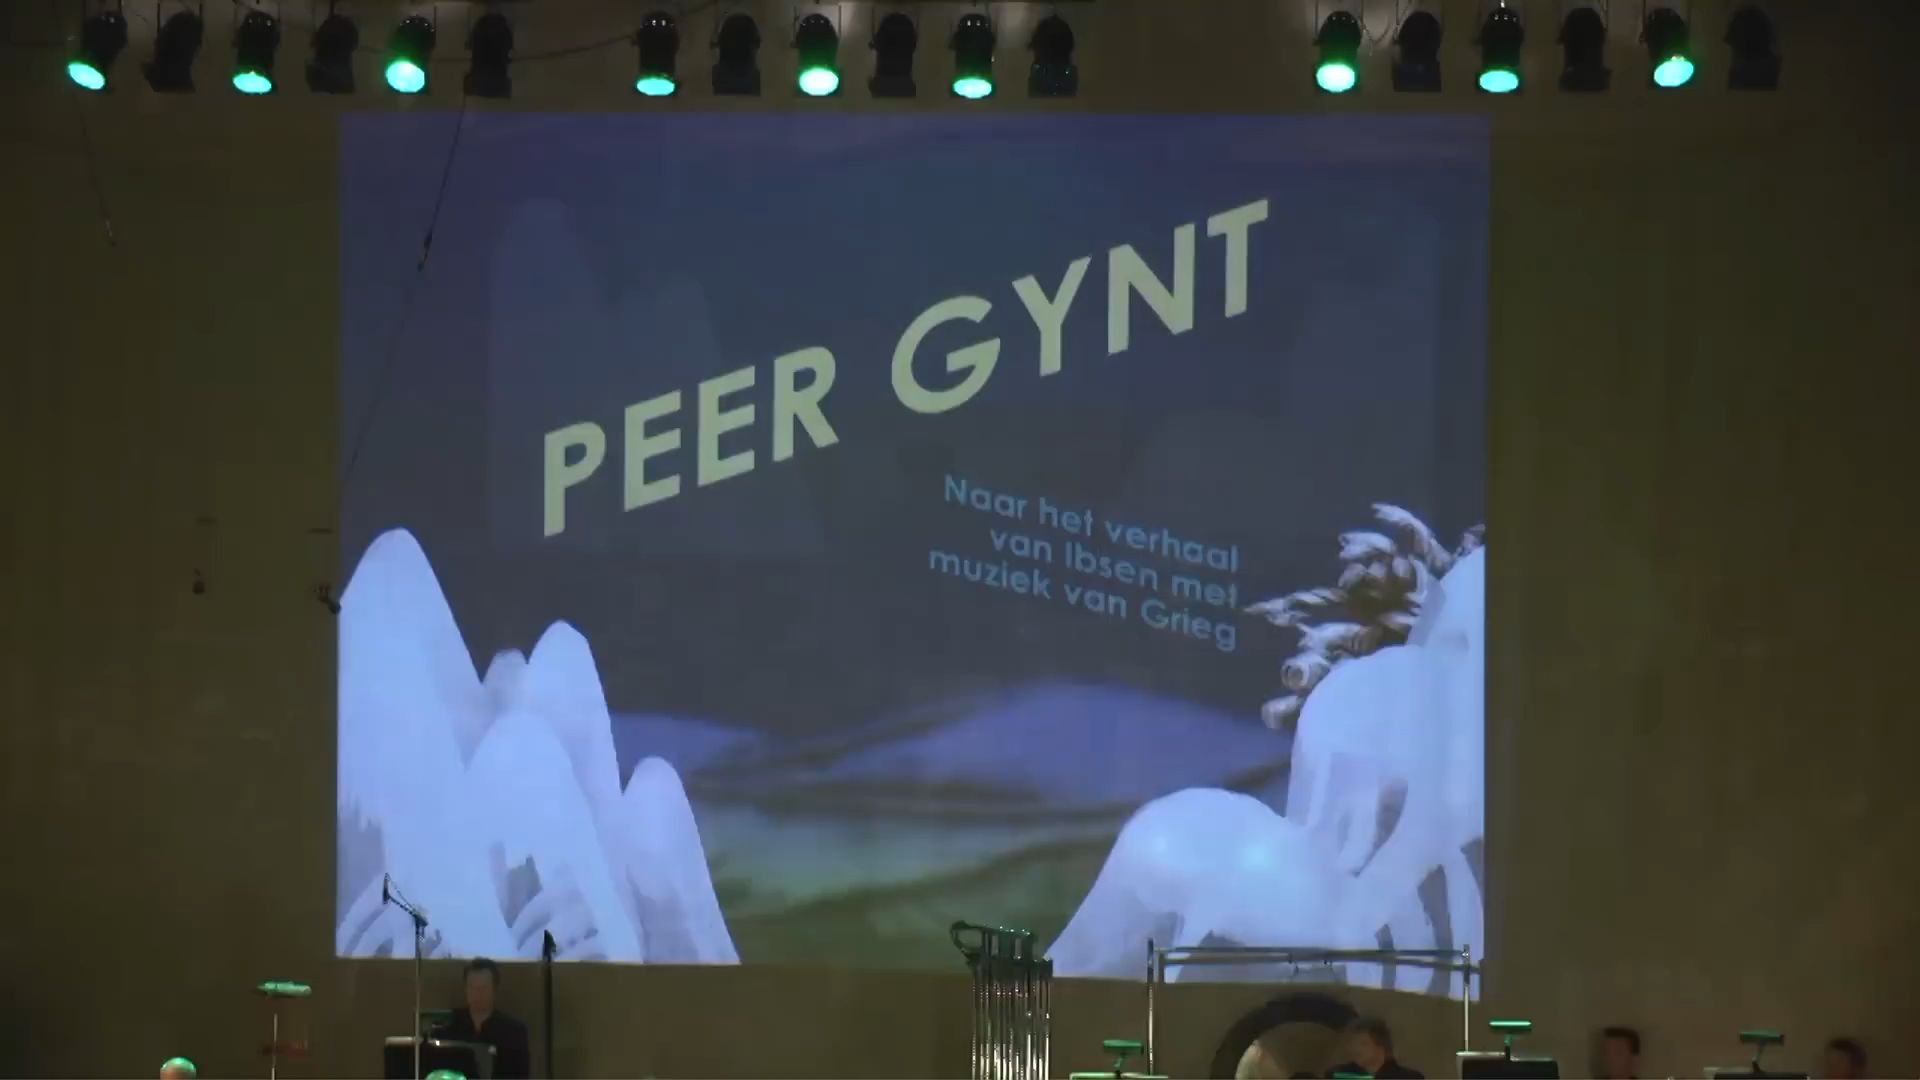 PEER GYNT
Naar het verhaal
van Ibsen met
muziek van Grieg